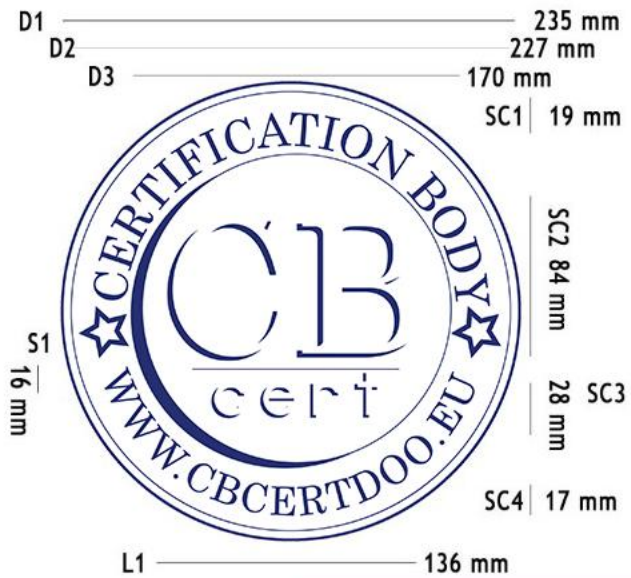 D1 235 mm
D2 227 mm
D3 170 mm
SC1 19 mm
CERTIFICATION BODY
SC2 84 mm
CB
cert
S1 16 mm
28 mm SC3
WWW.CBCERTDOO.EU
SC4 17 mm
L1 136 mm